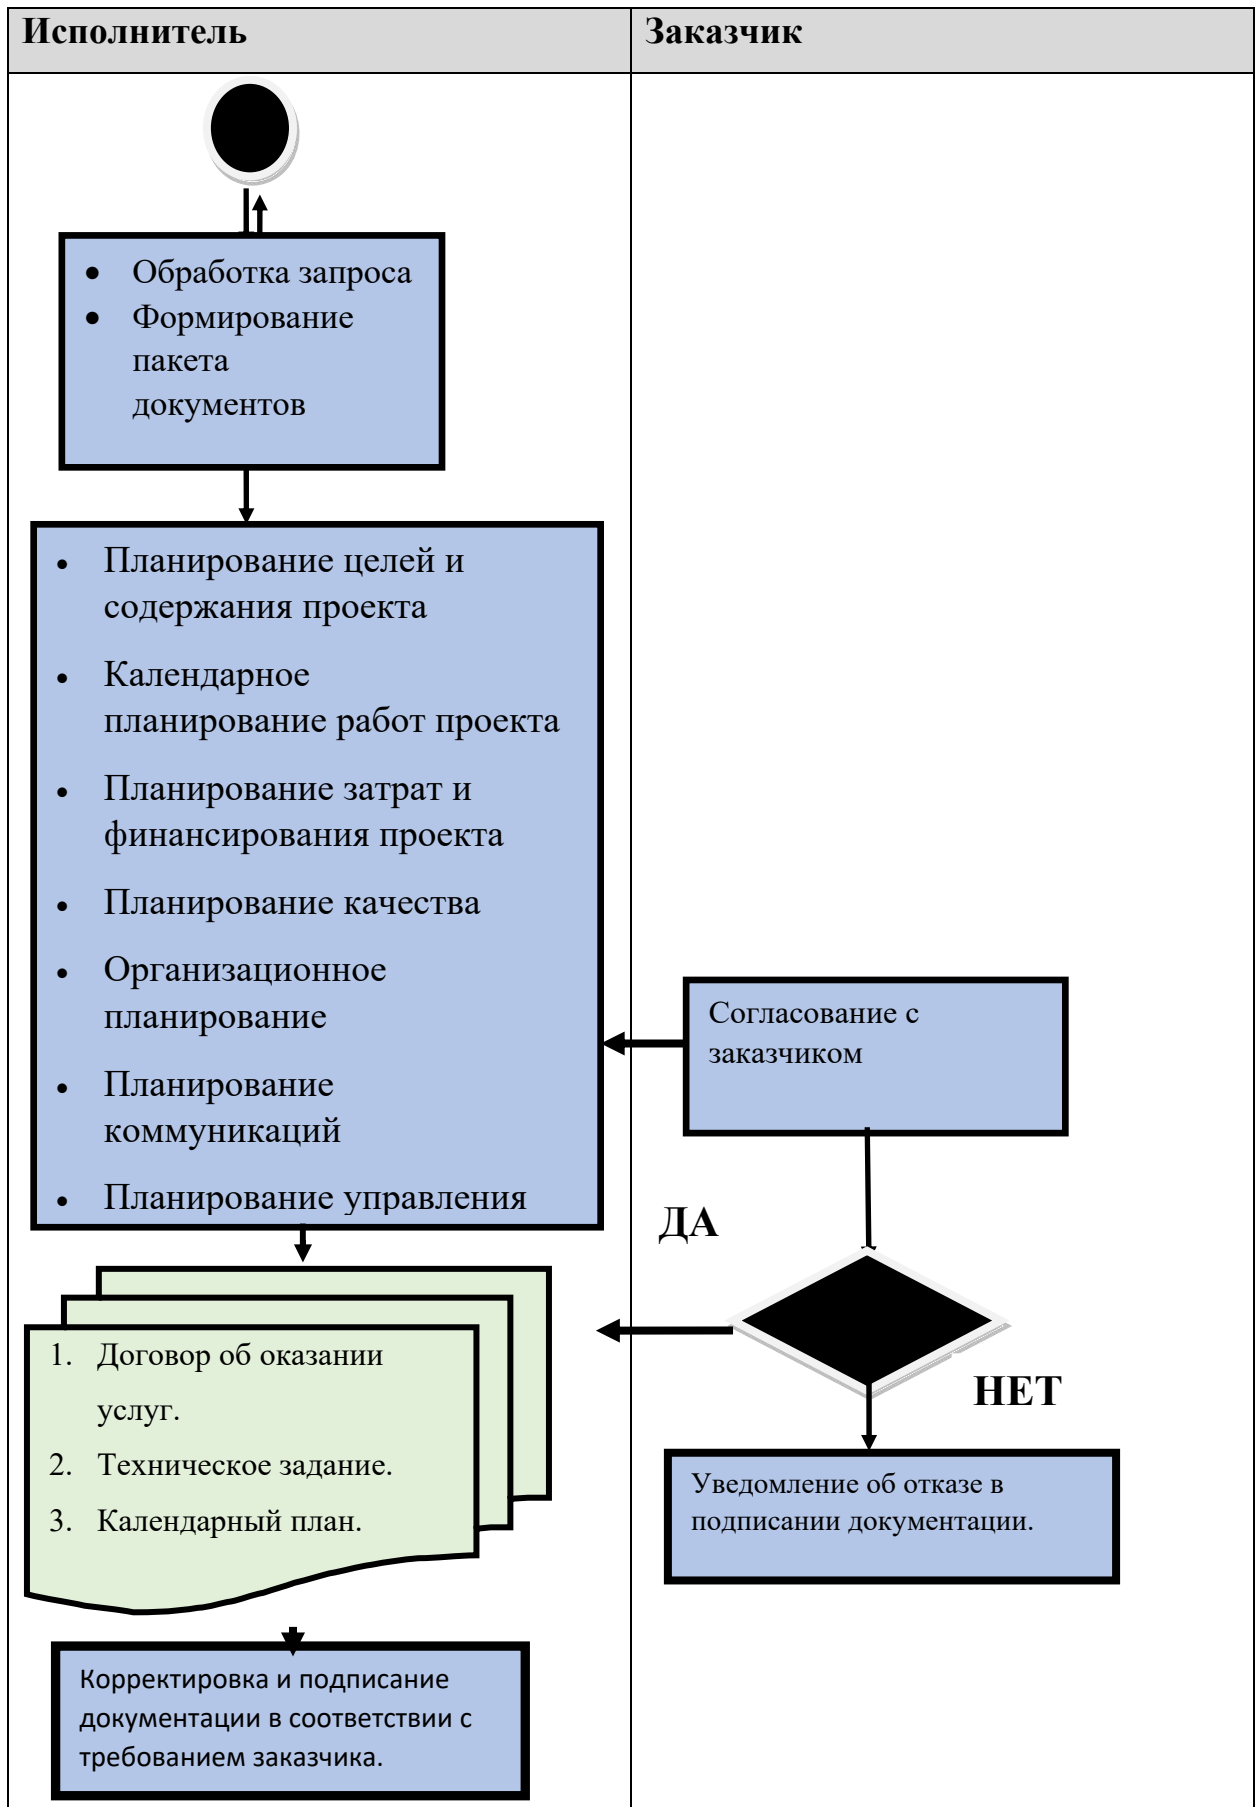 Исполнитель
Заказчик
• Обработка запроса
• Формирование
пакета
документов
• Планирование целей и
содержания проекта
• Календарное
планирование работ проекта
• Планирование затрат и
финансирования проекта
• Планирование качества
• Организационное
планирование
• Планирование
коммуникаций
• Планирование управления
Согласование с
заказчиком
ДА
НЕТ
1. Договор об оказании
услуг.
2. Техническое задание.
3. Календарный план.
Уведомление об отказе в
подписании документации.
Корректировка и подписание
документации в соответствии с
требованием заказчика.